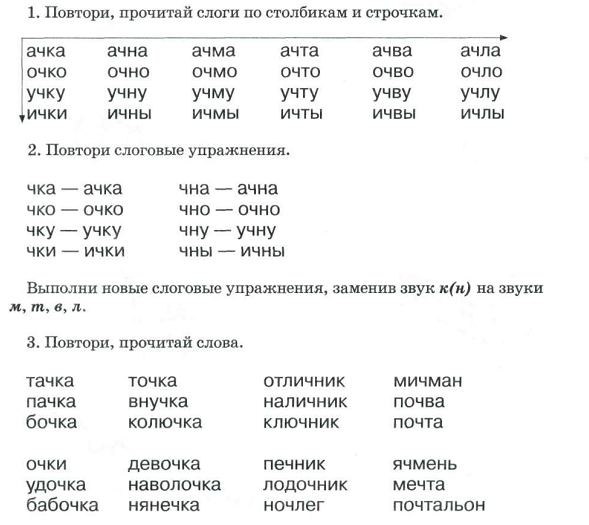 1. Повтори, прочитай слоги по столбикам и строчкам.
ачка ачна ачма ачта ачва ачла
очко очно очмо очто очво очло
учку учну учму учту учву учлу
ички ичны ичмы ичты ичвы ичлы
2. Повтори слоговые упражнения.
чка — ачка чна — ачна
чко — очко чно — очно
чку — учку чну — учну
чки — ички чны — ичны
Выполни новые слоговые упражнения, заменив звук к(н) на звуки
м, т, в, л.
3. Повтори, прочитай слова.
тачка точка отличник мичман
пачка внучка наличник почва
бочка колючка ключник почта
очки девочка печник ячмень
удочка наволочка лодочник мечта
бабочка нянечка ночлег почтальон